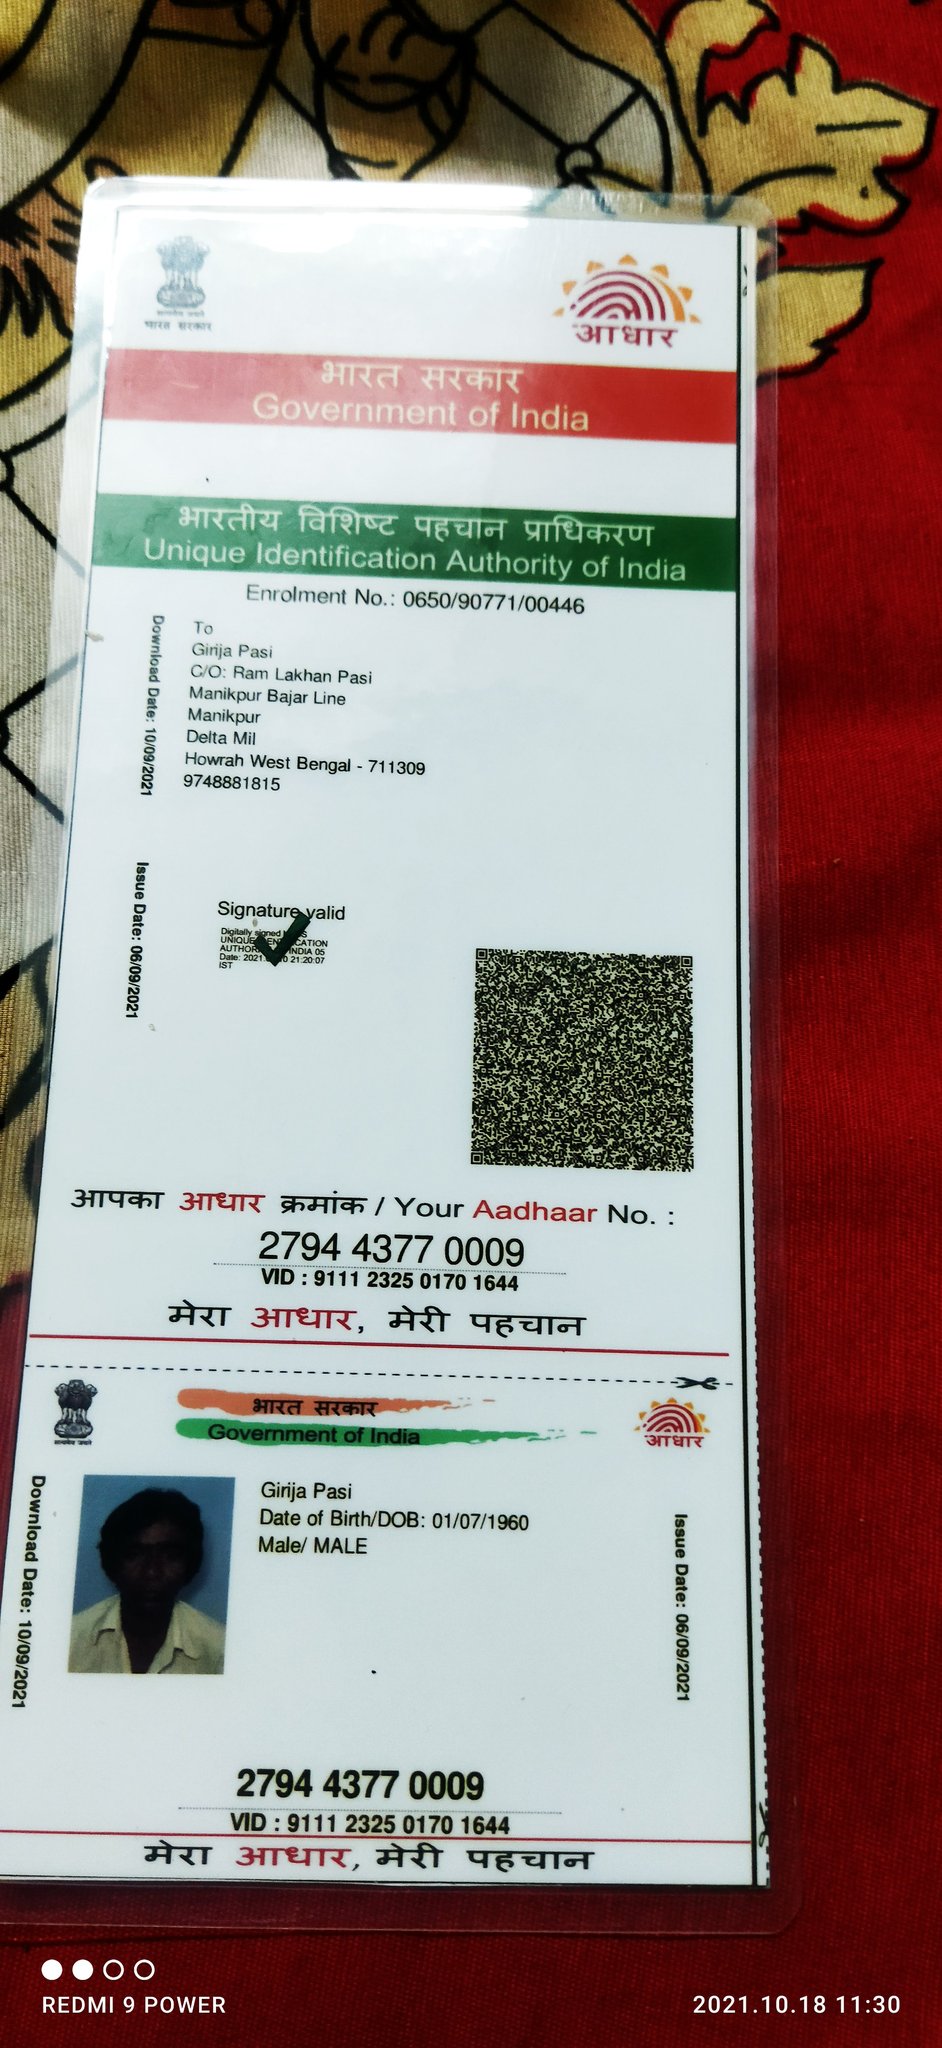 सत्यमेव जयते
भारत सरकार
आधार
भारत सरकार
Government of India
भारतीय विशिष्ट पहचान प्राधिकरण
Unique Identification Authority of India
Enrolment No.: 0650/90771/00446
Download Date: 10/09/2021
To
Girija Pasi
C/O: Ram Lakhan Pasi
Manikpur Bajar Line
Manikpur
Delta Mil
Howrah West Bengal - 711309
9748881815
Issue Date: 06/09/2021
Signature valid
Digitally signed
UNIQUE
AUTHOR INDIA 05
Date: 2021. 21:20:07
IST
आपका आधार क्रमांक / Your Aadhaar No. :
2794 4377 0009
VID : 9111 2325 0170 1644
मेरा आधार, मेरी पहचान
सत्यमेव जयते
भारत सरकार
Government of India
आधार
Download Date: 10/09/2021
Girija Pasi
Date of Birth/DOB: 01/07/1960
Male/ MALE
Issue Date: 06/09/2021
2794 4377 0009
VID : 9111 2325 0170 1644
मेरा आधार, मेरी पहचान
REDMI 9 POWER
2021.10.18 11:30